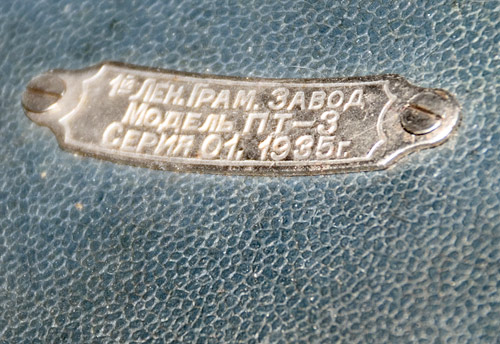 1й ЛЕН.ГРАМ. ЗАВОД
МОДЕЛЬ ПТ-3
СЕРИЯ 01. 1935г.